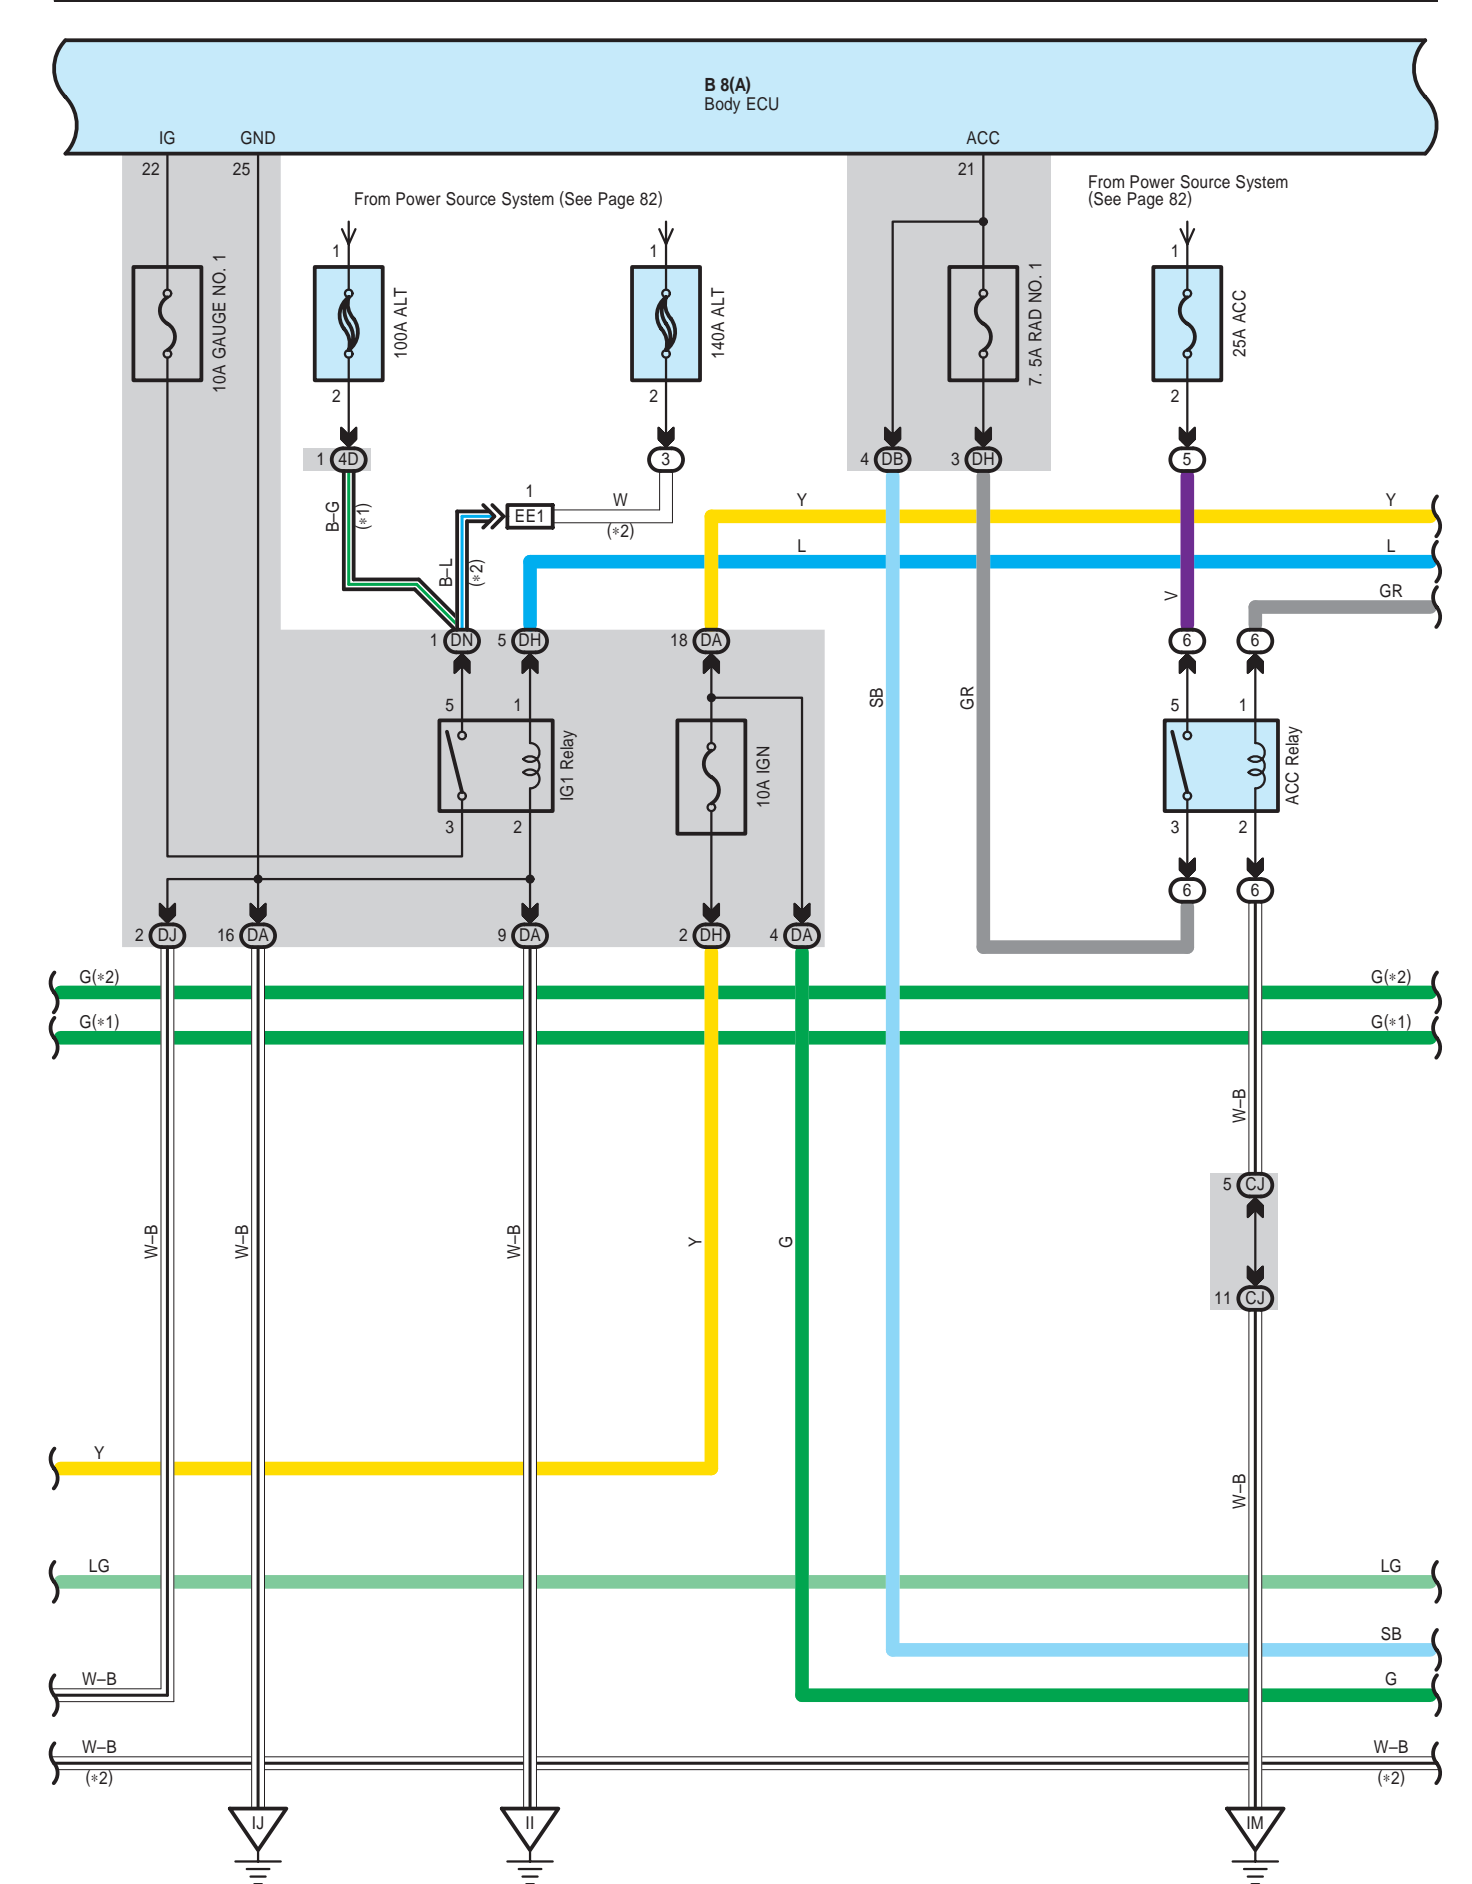 B 8(A)
Body ECU
IG
GND
ACC
22
25
21
From Power Source System (See Page 82)
From Power Source System
(See Page 82)
1
1
1
10A GAUGE NO. 1
100A ALT
140A ALT
7. 5A RAD NO. 1
25A ACC
2
2
2
1 4D
3
4 DB
3 DH
5
B–G
(∗1)
1
EE1
W
(∗2)
Y
Y
L
L
B–L
(∗2)
V
GR
1 DN
5 DH
18 DA
6
6
SB
GR
5
1
5
1
IG1 Relay
10A IGN
ACC Relay
3
2
3
2
6
6
2 DJ
16 DA
9 DA
2 DH
4 DA
G(∗2)
G(∗2)
G(∗1)
G(∗1)
W–B
5 CJ
W–B
W–B
W–B
Y
G
11 CJ
Y
W–B
LG
LG
SB
W–B
G
W–B
(∗2)
W–B
(∗2)
IJ
II
IM